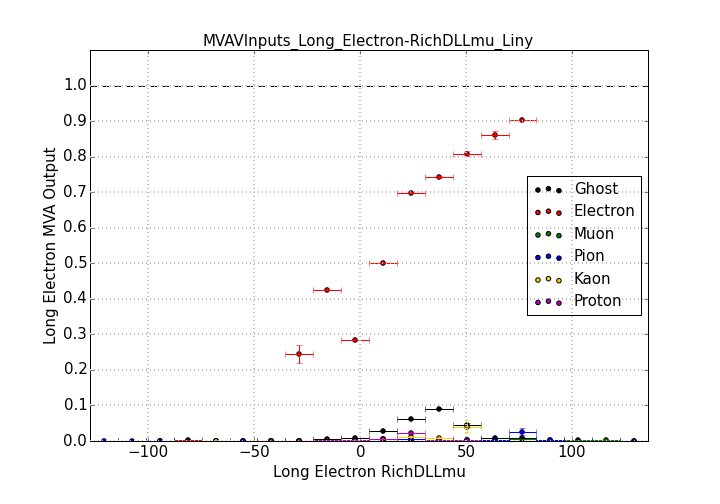 MVAVInputs_Long_Electron-RichDLLmu_Liny
1.0
0.9
0.8
0.7
0.6
0.5
0.4
0.3
0.2
0.1
0.0
Long Electron MVA Output
Ghost
Electron
Muon
Pion
Kaon
Proton
−100
−50
0
50
100
Long Electron RichDLLmu